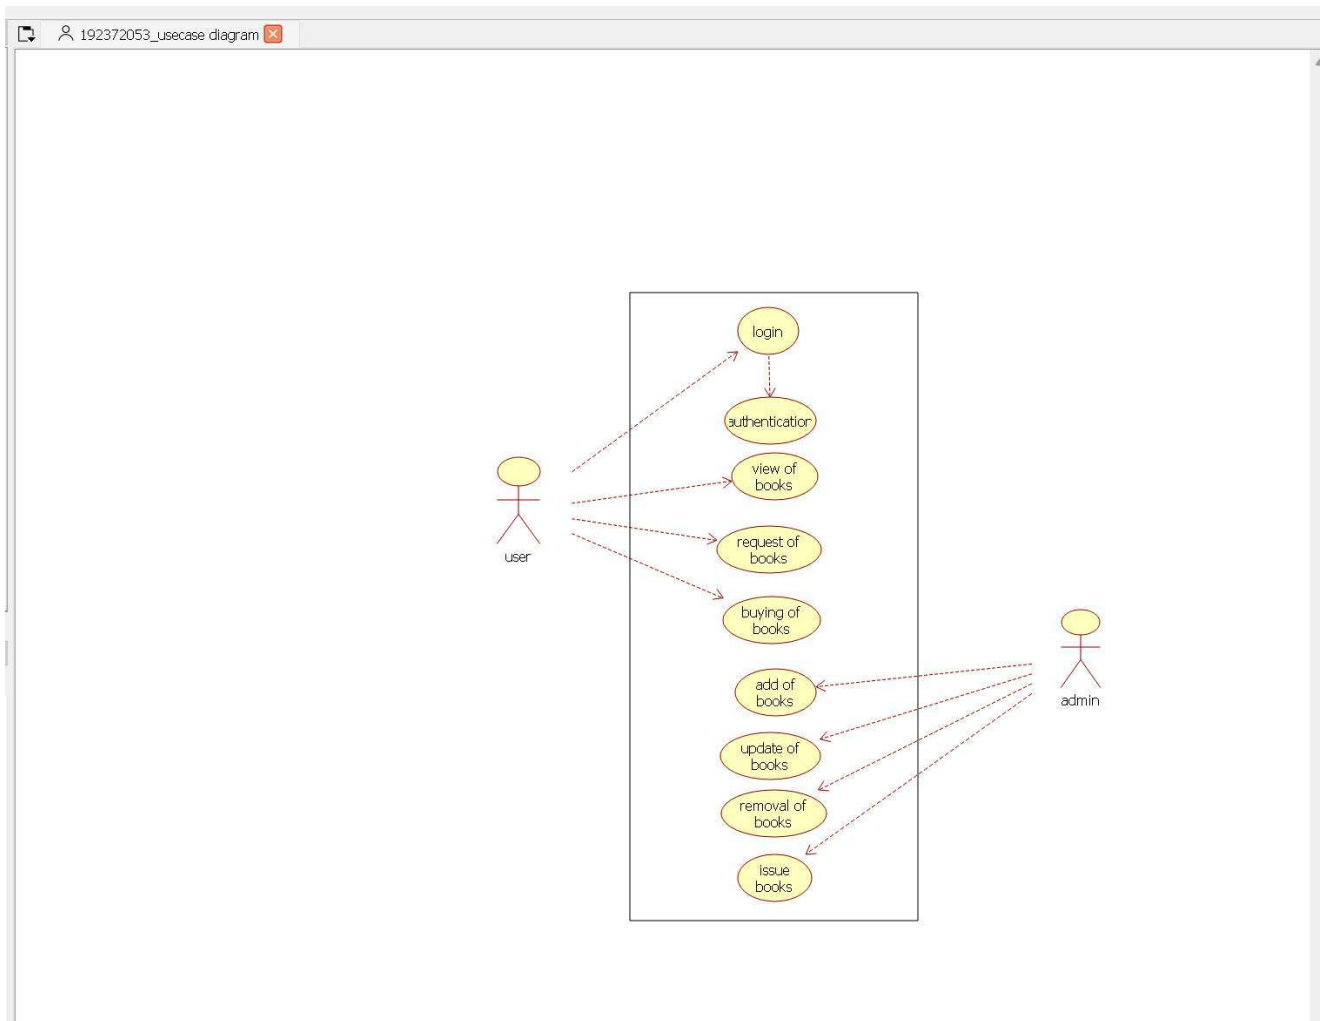 192372053_usecase diagram
login
authentication
view of
books
request of
books
user
buying of
books
add of
books
admin
update of
books
removal of
books
issue
books